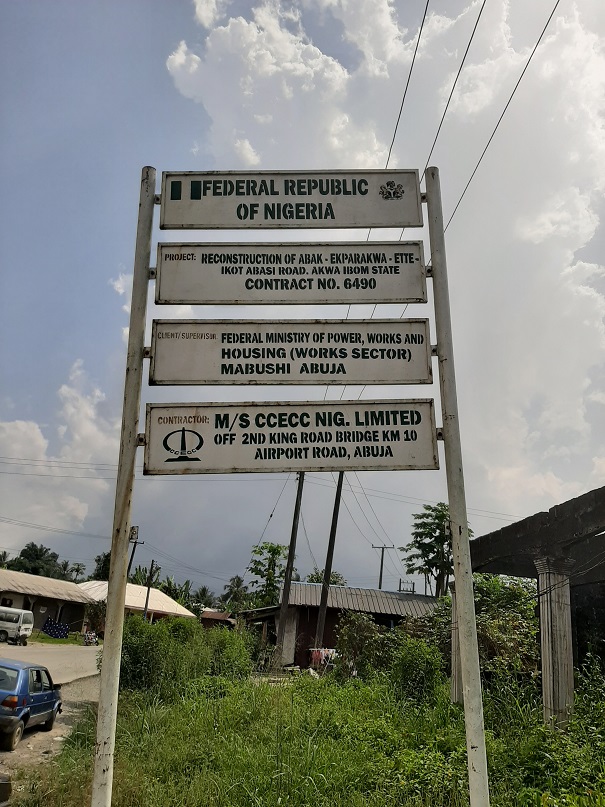 FEDERAL REPUBLIC
OF NIGERIA
PROJECT: RECONSTRUCTION OF ABAK - EKPARAKWA - ETTE -
IKOT ABASI ROAD. AKWA IBOM STATE
CONTRACT NO. 6490
CLIENT/SUPERVISOR: FEDERAL MINISTRY OF POWER, WORKS AND
HOUSING (WORKS SECTOR)
MABUSHI ABUJA
CONTRACTOR: M/S CCECC NIG. LIMITED
OFF 2ND KING ROAD BRIDGE KM 10
AIRPORT ROAD, ABUJA
CCECC